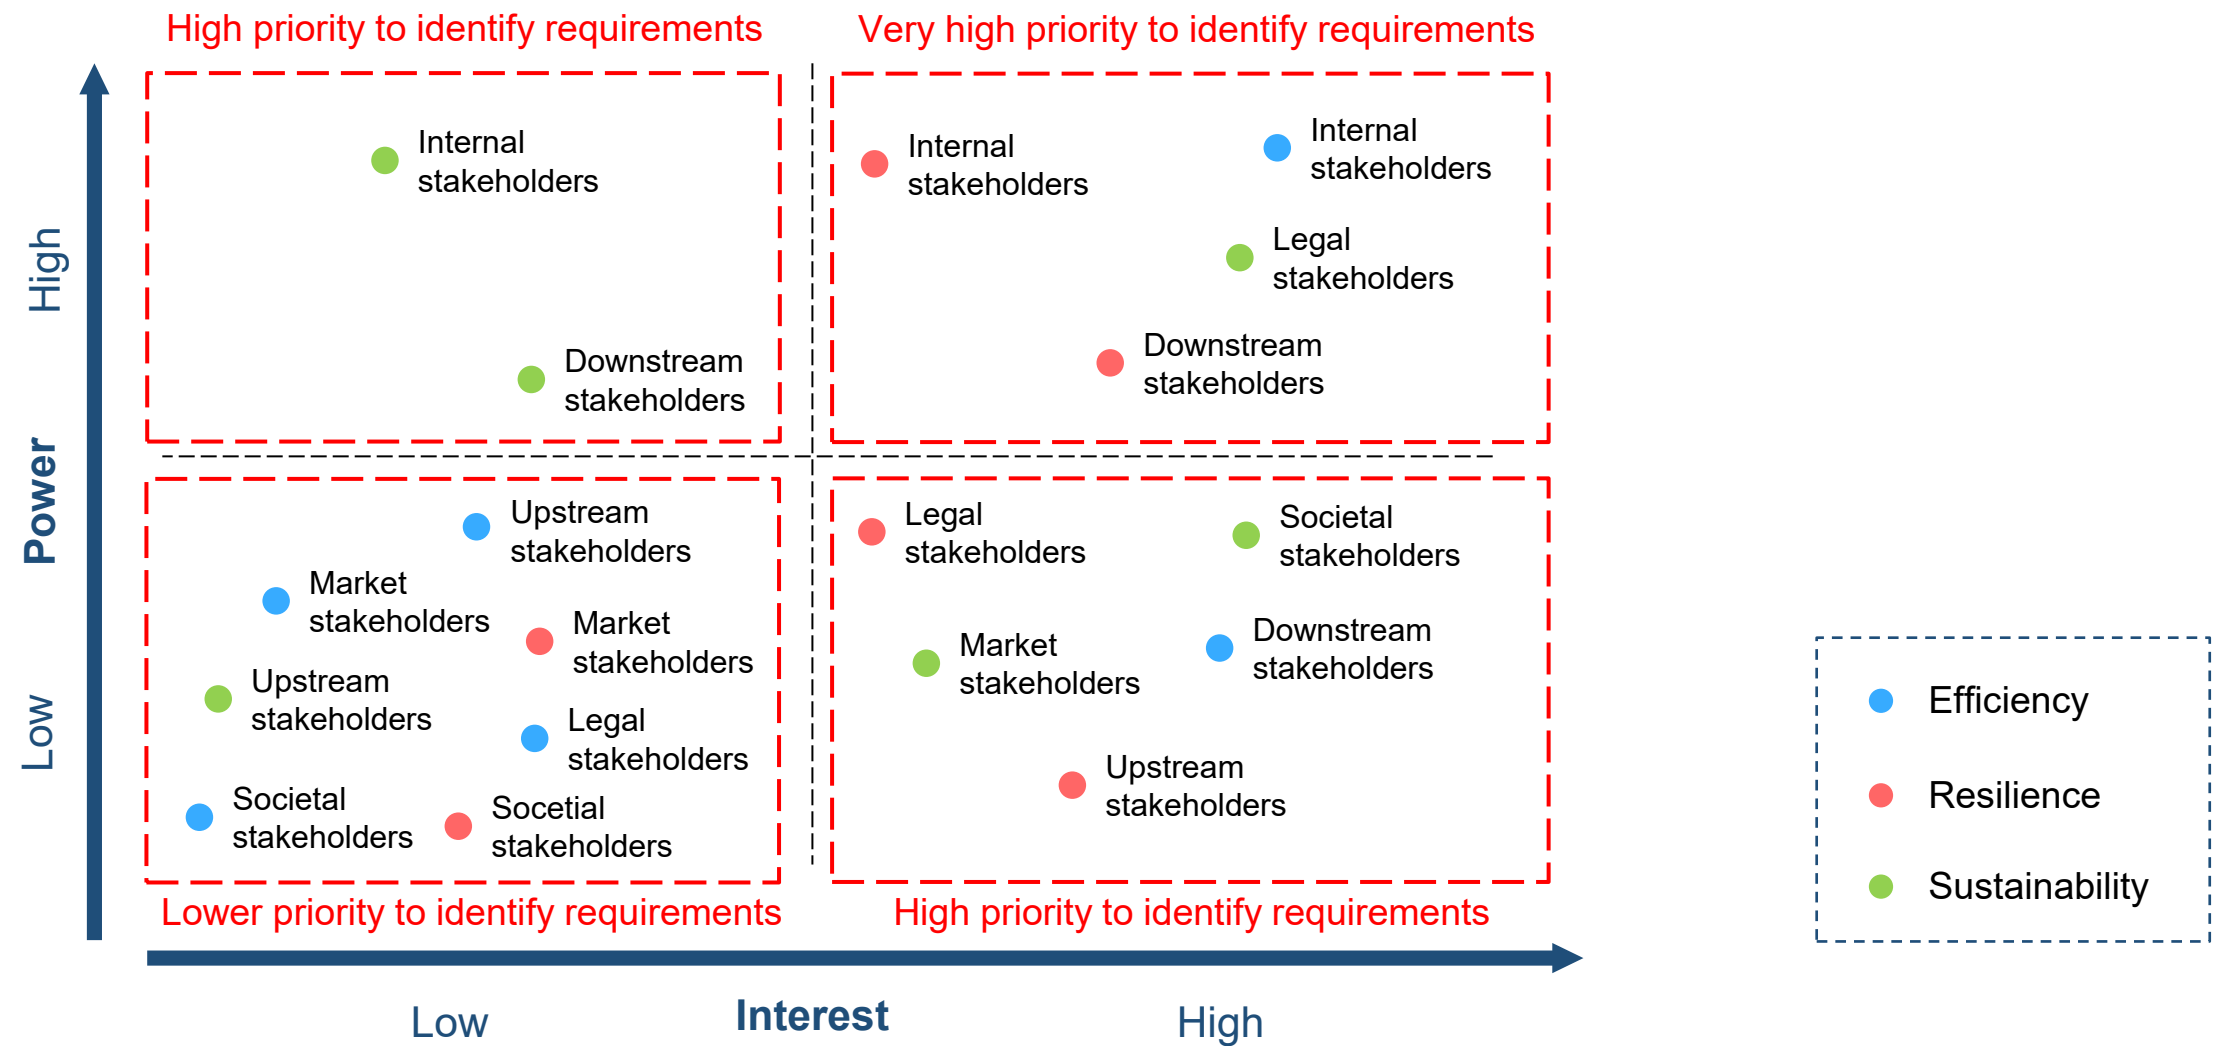 High priority to identify requirements
Very high priority to identify requirements
Internal
stakeholders
Downstream
stakeholders
Internal
stakeholders
Internal
stakeholders
Legal
stakeholders
Downstream
stakeholders
High
Power
Low
Upstream
stakeholders
Market
stakeholders
Market
stakeholders
Upstream
stakeholders
Legal
stakeholders
Societal
stakeholders
Socetial
stakeholders
Legal
stakeholders
Societal
stakeholders
Market
stakeholders
Downstream
stakeholders
Upstream
stakeholders
Lower priority to identify requirements
High priority to identify requirements
Low
Interest
High
Efficiency
Resilience
Sustainability